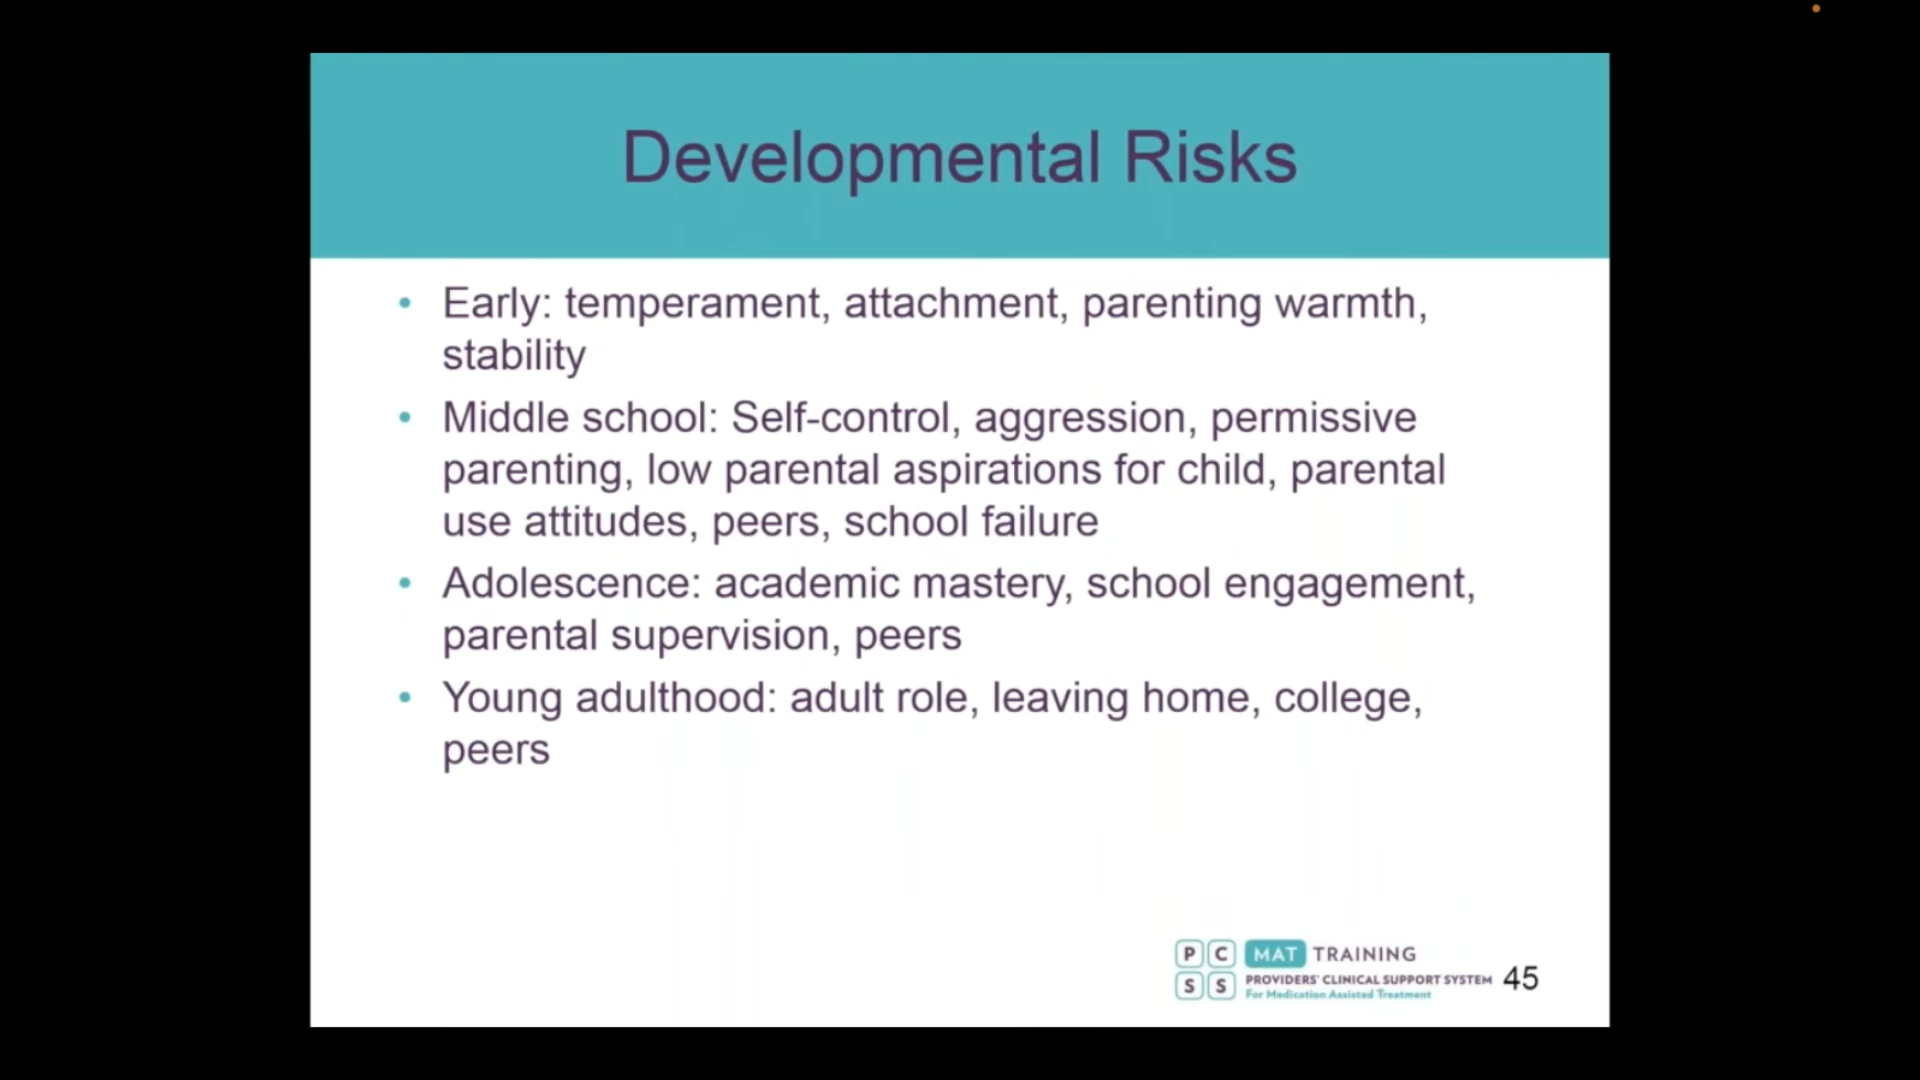 Developmental Risks
• Early: temperament, attachment, parenting warmth,
stability
• Middle school: Self-control, aggression, permissive
parenting, low parental aspirations for child, parental
use attitudes, peers, school failure
• Adolescence: academic mastery, school engagement,
parental supervision, peers
• Young adulthood: adult role, leaving home, college,
peers
P C MAT TRAINING
S S PROVIDERS' CLINICAL SUPPORT SYSTEM 45
For Medication Assisted Treatment